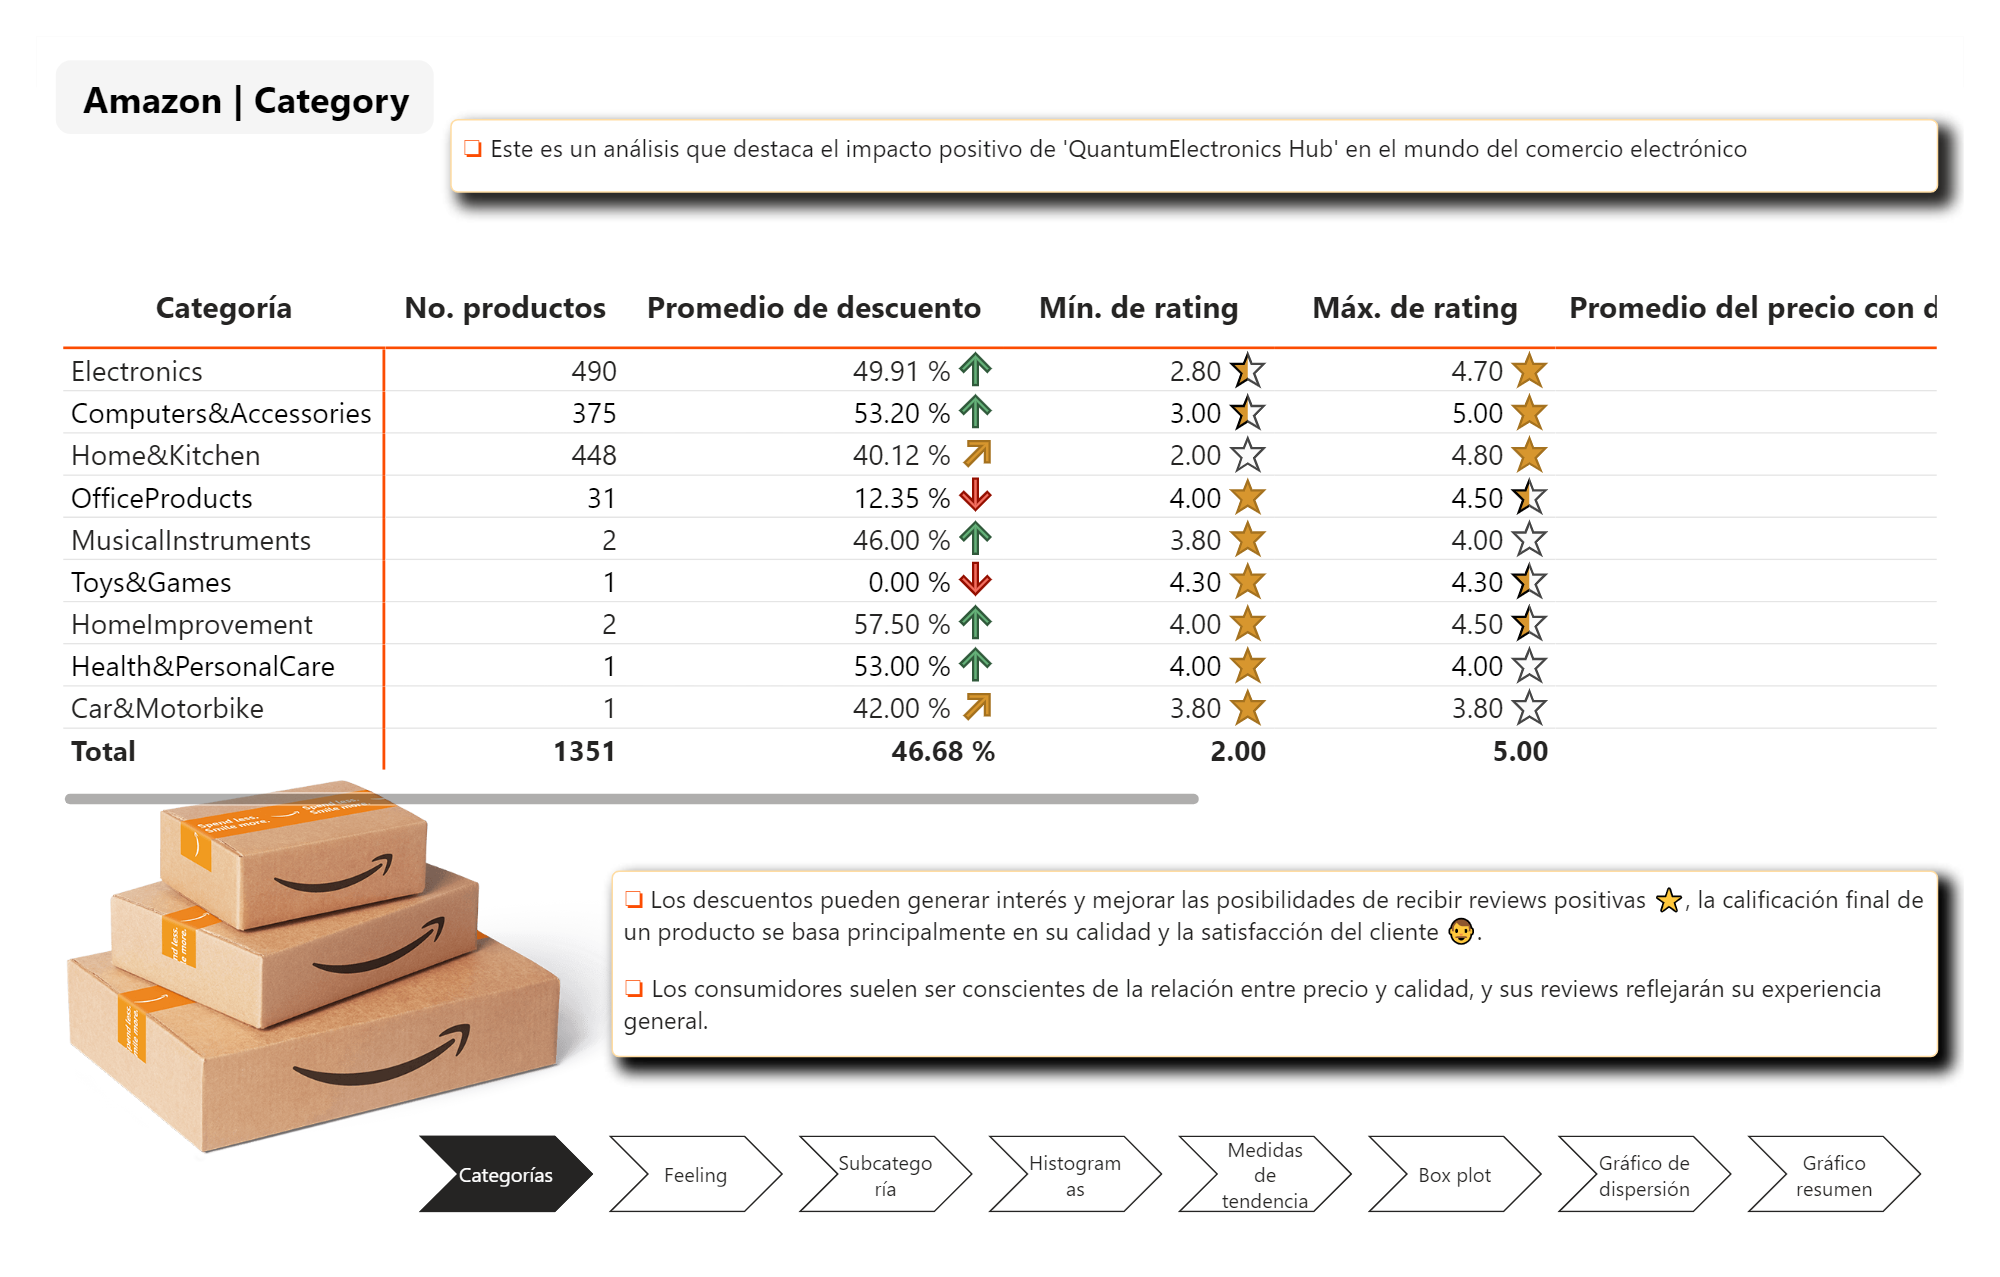 Amazon | Category
❏ Este es un análisis que destaca el impacto positivo de 'QuantumElectronics Hub' en el mundo del comercio electrónico
Categoría No. productos Promedio de descuento Mín. de rating Máx. de rating Promedio del precio con d
Electronics 490 49.91 % 2.80 4.70
Computers&Accessories 375 53.20 % 3.00 5.00
Home&Kitchen 448 40.12 % 2.00 4.80
OfficeProducts 31 12.35 % 4.00 4.50
MusicalInstruments 2 46.00 % 3.80 4.00
Toys&Games 1 0.00 % 4.30 4.30
HomeImprovement 2 57.50 % 4.00 4.50
Health&PersonalCare 1 53.00 % 4.00 4.00
Car&Motorbike 1 42.00 % 3.80 3.80
Total 1351 46.68 % 2.00 5.00
Spend less. Spend less.
Smile more. Smile more.
❏ Los descuentos pueden generar interés y mejorar las posibilidades de recibir reviews positivas ⭐, la calificación final de
un producto se basa principalmente en su calidad y la satisfacción del cliente 🧔.
❏ Los consumidores suelen ser conscientes de la relación entre precio y calidad, y sus reviews reflejarán su experiencia
general.
Categorías
Feeling
Subcatego
ría
Histogram
as
Medidas
de
tendencia
Box plot
Gráfico de
dispersión
Gráfico
resumen